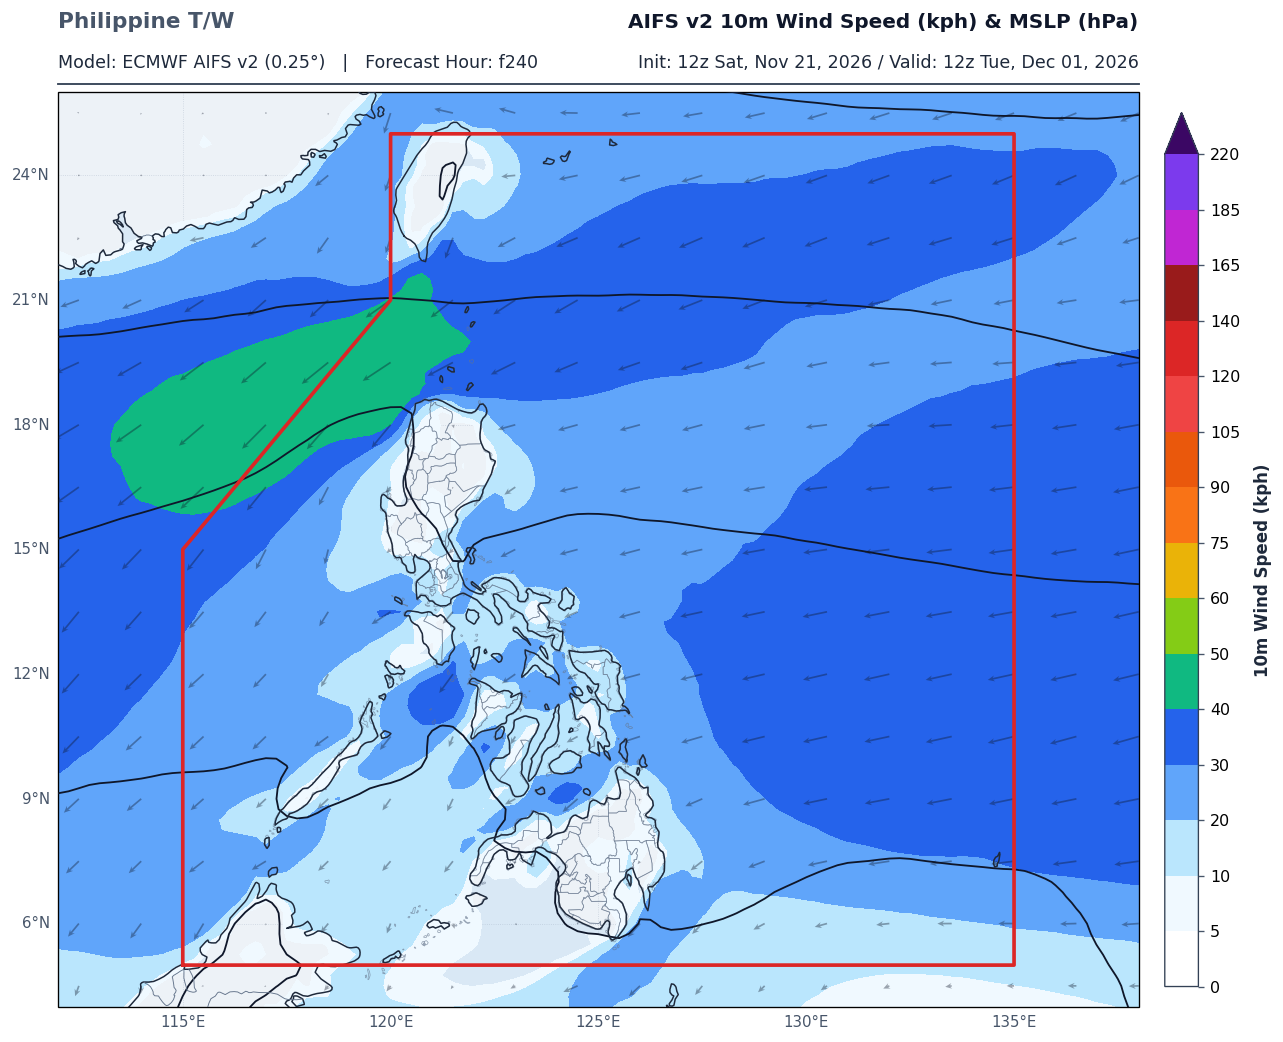 Philippine T/W
AIFS v2 10m Wind Speed (kph) & MSLP (hPa)
Model: ECMWF AIFS v2 (0.25°) | Forecast Hour: f240
Init: 12z Sat, Nov 21, 2026 / Valid: 12z Tue, Dec 01, 2026
24°N
21°N
18°N
15°N
12°N
9°N
6°N
115°E
120°E
125°E
130°E
135°E
220
185
165
140
120
105
90
75
60
50
40
30
20
10
5
0
10m Wind Speed (kph)